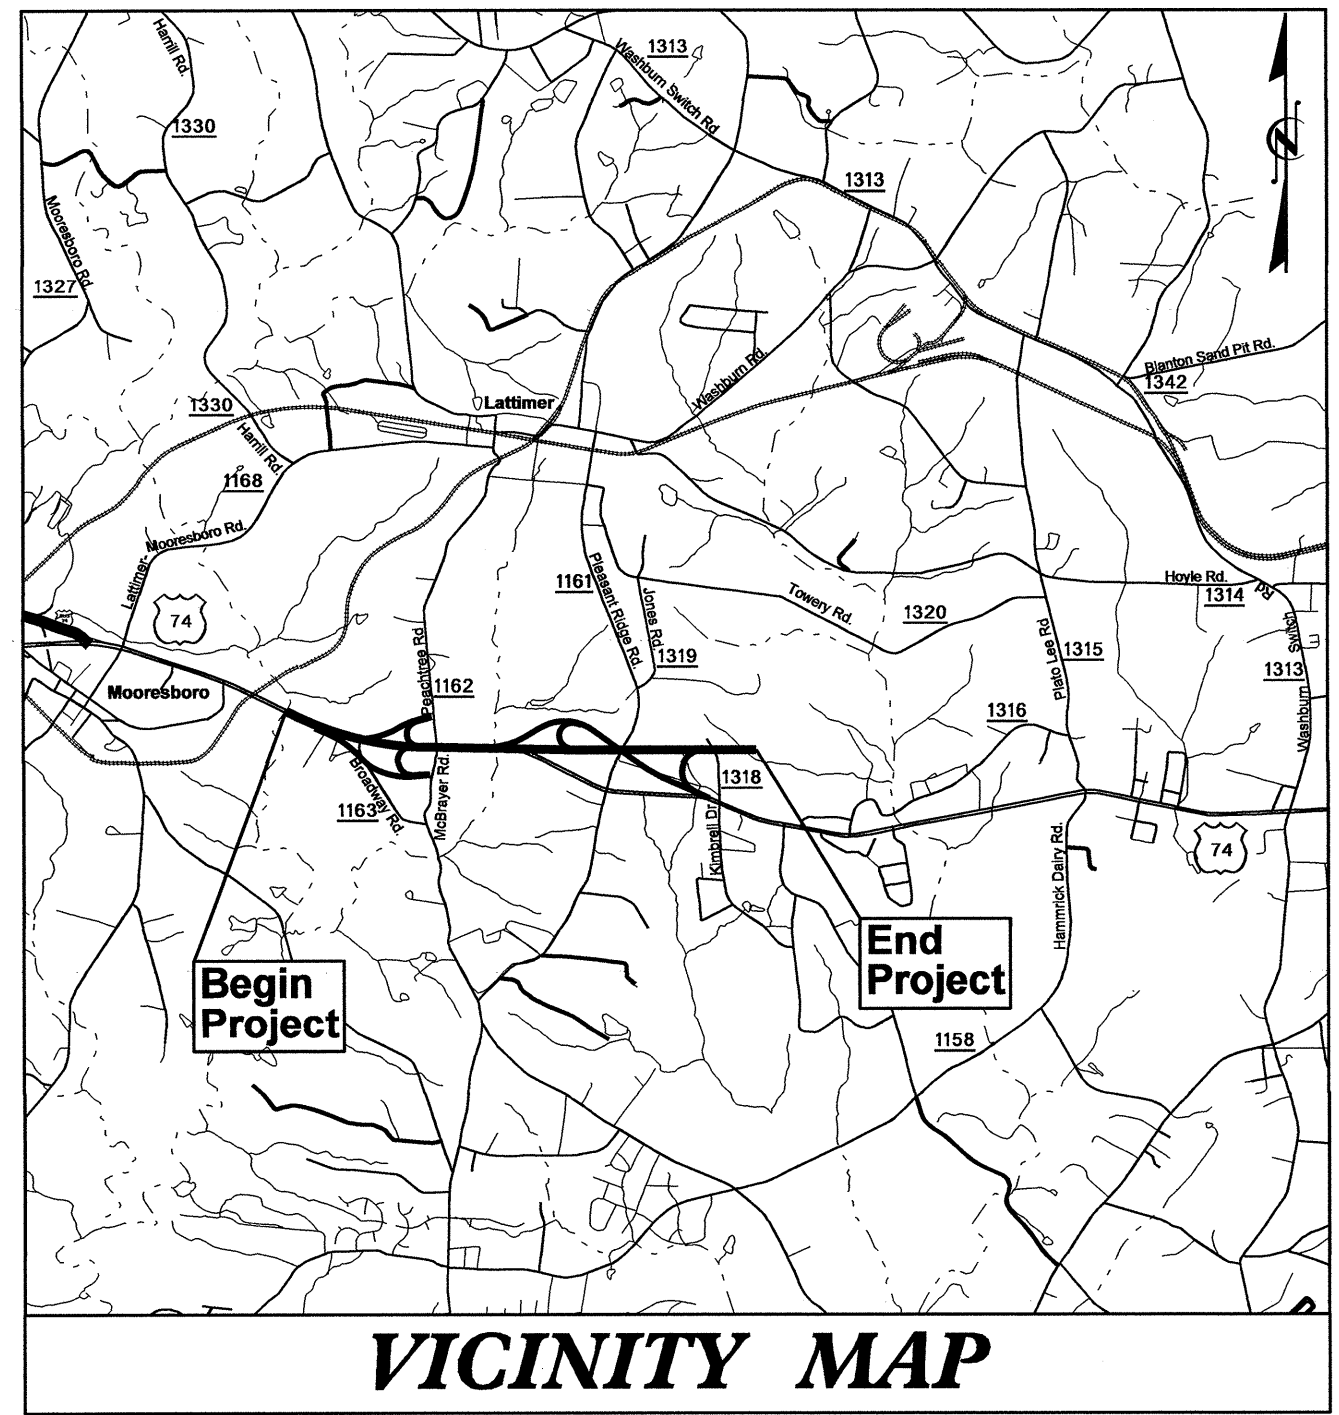 Harrill Rd.
1313
Washburn Switch Rd
1330
1313
Mooresboro Rd.
1327
Blanton Sand Pit Rd.
1342
Washburn Rd.
Lattimer
1330
Harrill Rd.
1168
Mooresboro Rd.
Lattimer-
74
1161
Pleasant Ridge Rd.
Jones Rd.
1319
Towery Rd.
1320
Hoyle Rd.
1314
Rd
Switch
1313
Washburn
Plato Lee Rd
1315
1316
Peachtree Rd
1162
Mooresboro
Broadway Rd.
1163
McBrayer Rd.
1318
Kimbrell Dr.
74
Hammrick Dairy Rd.
End
Project
Begin
Project
1158
VICINITY MAP